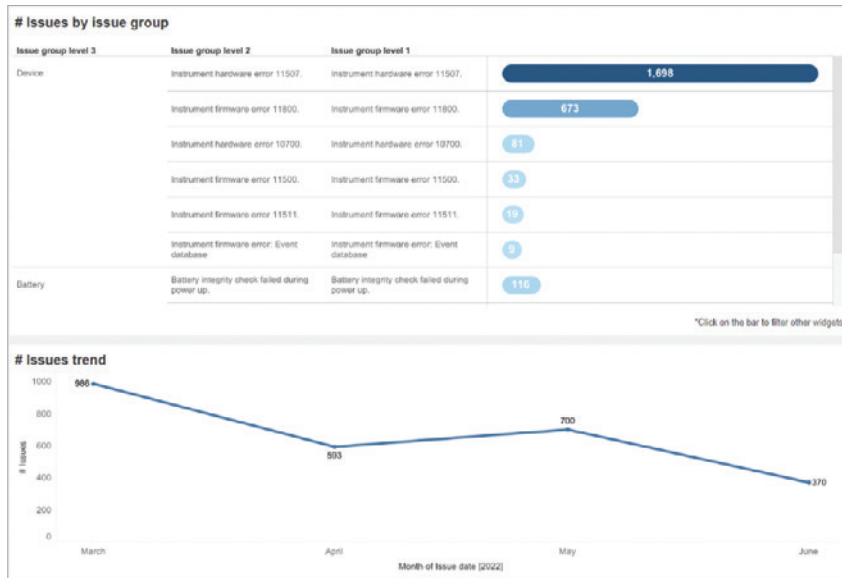 # Issues by issue group
Issue group level 3 Issue group level 2 Issue group level 1
Device Instrument hardware error 11507. Instrument hardware error 11507. 1,698
Instrument firmware error 11800. Instrument firmware error 11800. 673
Instrument hardware error 10700. Instrument hardware error 10700. 81
Instrument firmware error 11500. Instrument firmware error 11500. 33
Instrument firmware error 11511. Instrument firmware error 11511. 19
Instrument firmware error: Event Instrument firmware error: Event
database database
9
Battery Battery integrity check failed during Battery integrity check failed during
power up. power up.
116
*Click on the bar to filter other widgets
# Issues trend
# Issues
1000
800
600
400
200
0
986
593
700
370
March April May June
Month of Issue date [2022]